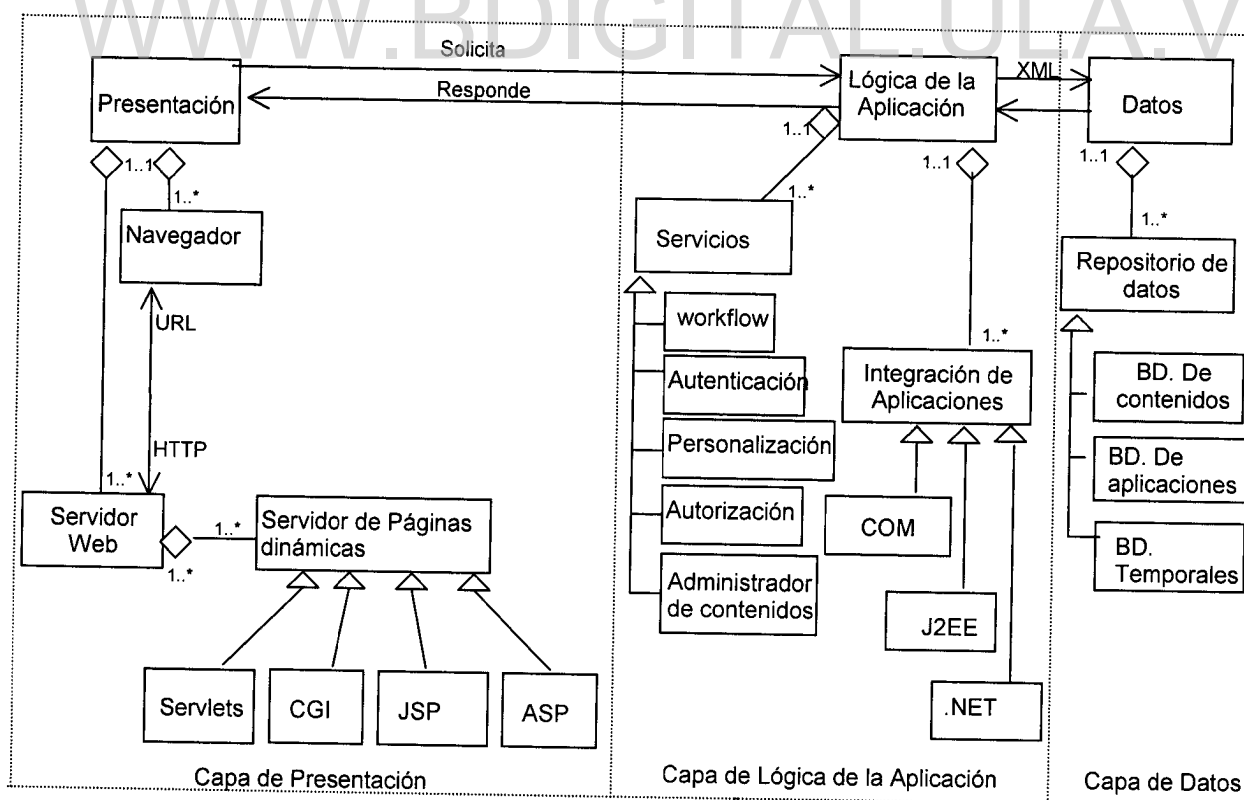 WWW.BDIGITAL.ULA.V
Solicita
Presentación
Responde
Lógica de la
Aplicación
XML
Datos
1..1
1..*
Navegador
URL
HTTP
1..*
Servidor
Web
1..*
1..*
Servidor de Páginas
dinámicas
Servlets
CGI
JSP
ASP
Capa de Presentación
1..1
1..*
Servicios
workflow
Autenticación
Personalización
Autorización
Administrador
de contenidos
1..1
1..*
Integración de
Aplicaciones
COM
J2EE
.NET
Capa de Lógica de la Aplicación
1..1
1..*
Repositorio de
datos
BD. De
contenidos
BD. De
aplicaciones
BD.
Temporales
Capa de Datos